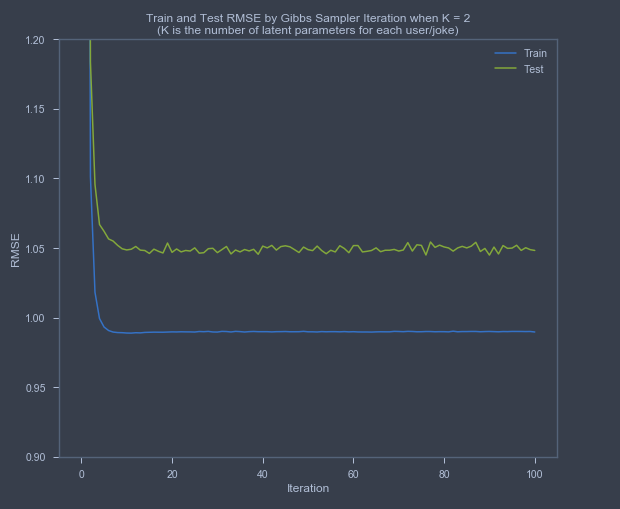 Train and Test RMSE by Gibbs Sampler Iteration when K = 2
(K is the number of latent parameters for each user/joke)
Train
Test
1.20
1.15
1.10
1.05
1.00
0.95
0.90
RMSE
0 20 40 60 80 100
Iteration